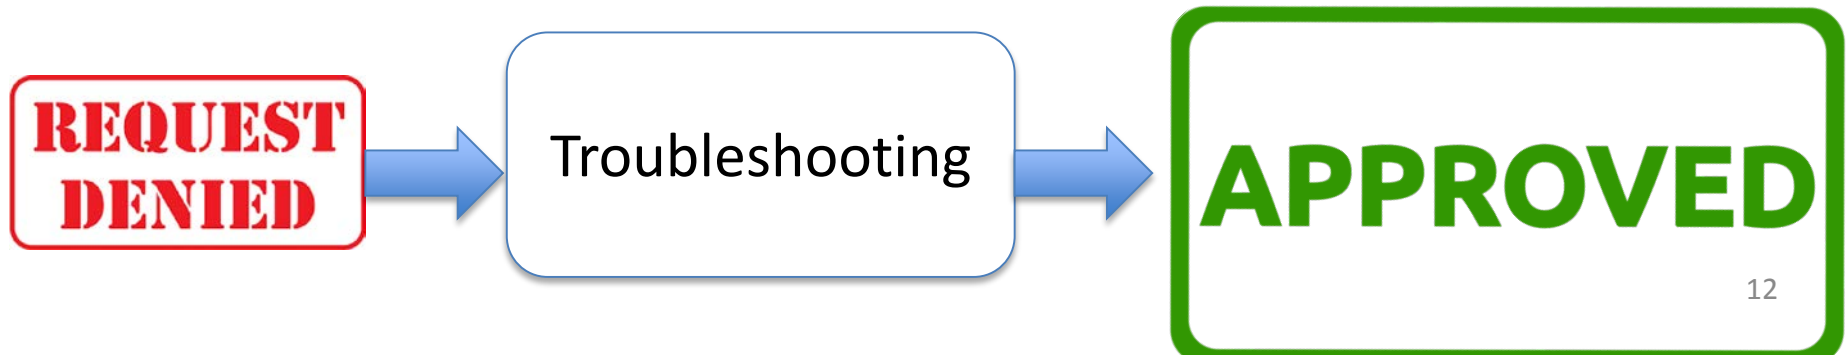 REQUEST
DENIED
Troubleshooting
APPROVED
12